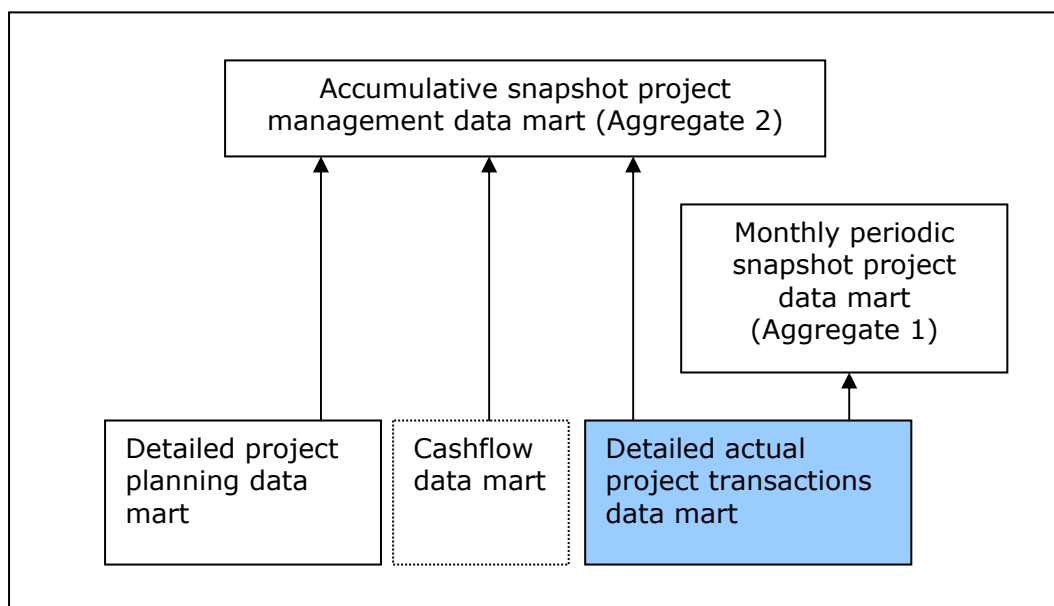 Accumulative snapshot project
management data mart (Aggregate 2)
Monthly periodic
snapshot project
data mart
(Aggregate 1)
Detailed project
planning data
mart
Cashflow
data mart
Detailed actual
project transactions
data mart